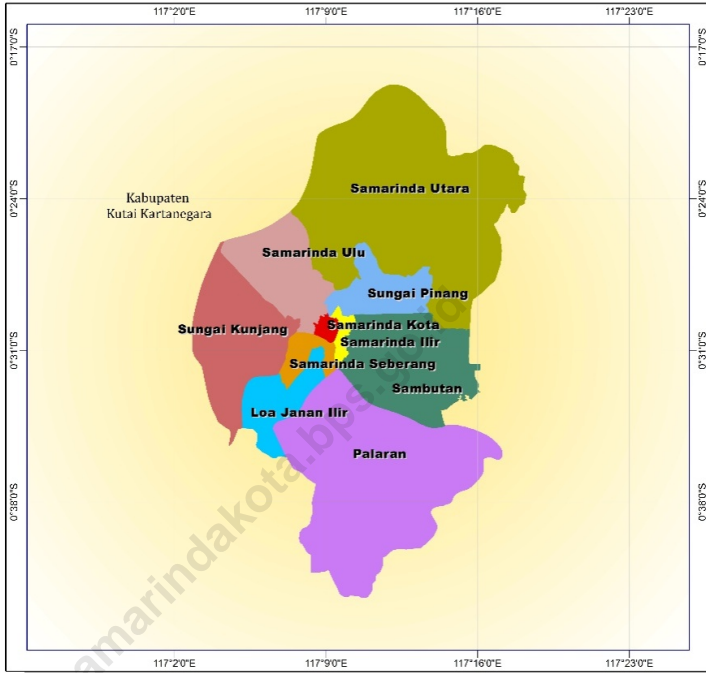 117°2'0"E 117°9'0"E 117°16'0"E 117°23'0"E
0°17'0"S 0°17'0"S
Samarinda Utara
0°24'0"S 0°24'0"S
Kabupaten
Kutai Kartanegara
Samarinda Ulu
Sungai Pinang
Sungai Kunjang
Samarinda Kota
Samarinda Ilir
0°31'0"S 0°31'0"S
Samarinda Seberang
Sambutan
Loa Janan Ilir
Palaran
0°38'0"S 0°38'0"S
amarindakota.bps.go.id
117°2'0"E 117°9'0"E 117°16'0"E 117°23'0"E